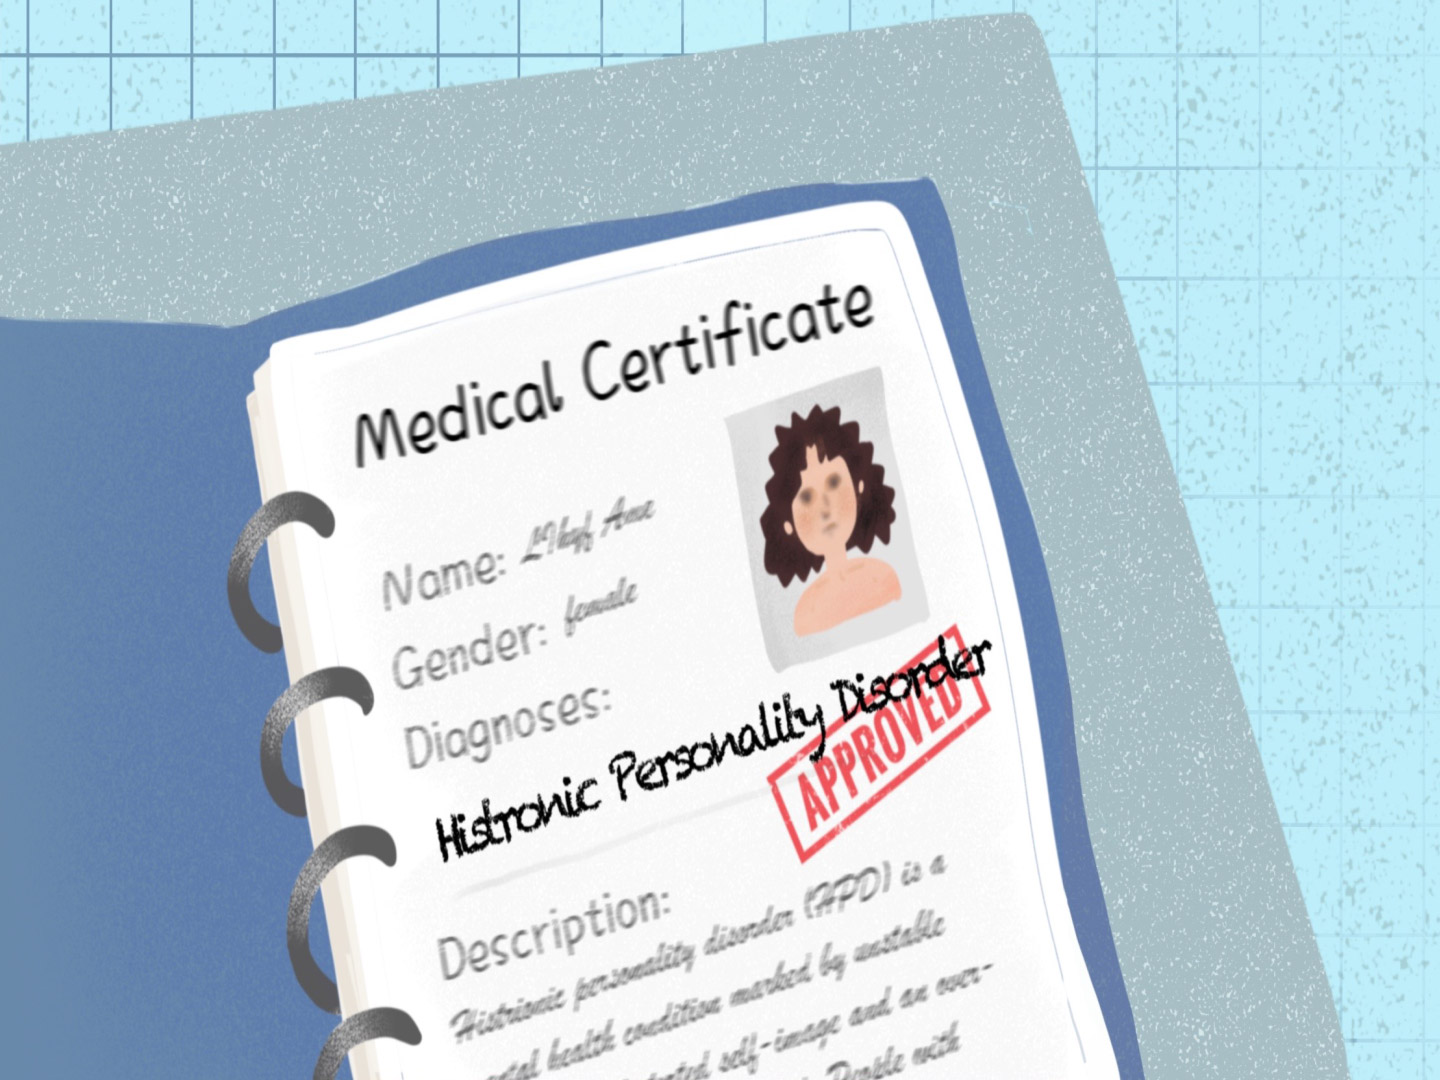 Medical Certificate
Name:
Gender: female
Diagnoses:
Histronic Personality Disorder
APPROVED
Description:
Histrionic personality disorder (HPD) is a
health condition marked by unstable
self-image and an over-
People with